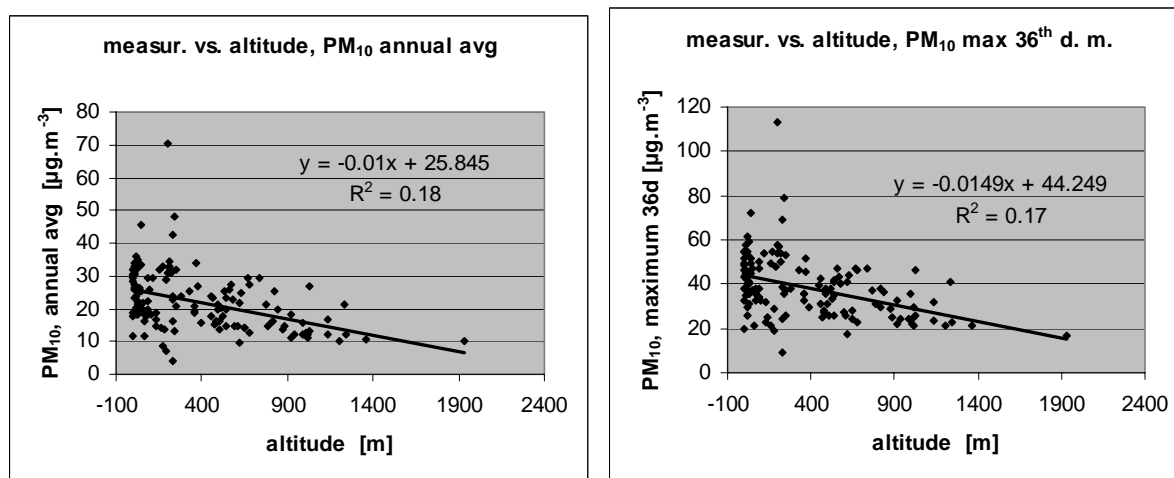 measur. vs. altitude, PM₁₀ annual avg
PM₁₀, annual avg [µg.m⁻³]
80
70
60
50
40
30
20
10
0
y = -0.01x + 25.845
R² = 0.18
-100 400 900 1400 1900 2400
altitude [m]
measur. vs. altitude, PM₁₀ max 36ᵗʰ d. m.
PM₁₀, maximum 36d [µg.m⁻³]
120
100
80
60
40
20
0
y = -0.0149x + 44.249
R² = 0.17
-100 400 900 1400 1900 2400
altitude [m]